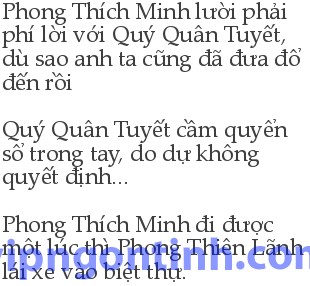 Phong Thích Minh lười phải
phí lời với Quý Quân Tuyết,
dù sao anh ta cũng đã đưa đồ
đến rồi
Quý Quân Tuyết cầm quyển
sổ trong tay, do dự không
quyết định...
Phong Thích Minh đi được
một lúc thì Phong Thiên Lãnh
lái xe vào biệt thự.
vipngontinh.com